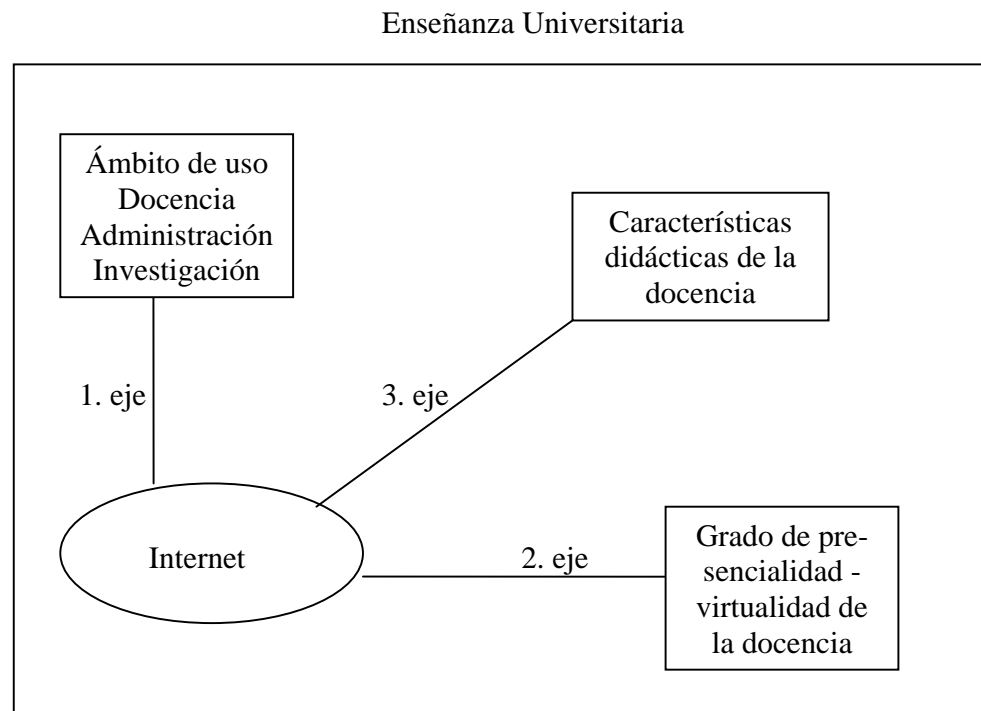 Enseñanza Universitaria
Ámbito de uso
Docencia
Administración
Investigación
Característícas
didácticas de la
docencia
1. eje
3. eje
Internet
2. eje
Grado de pre-
sencialidad -
virtualidad de
la docencia